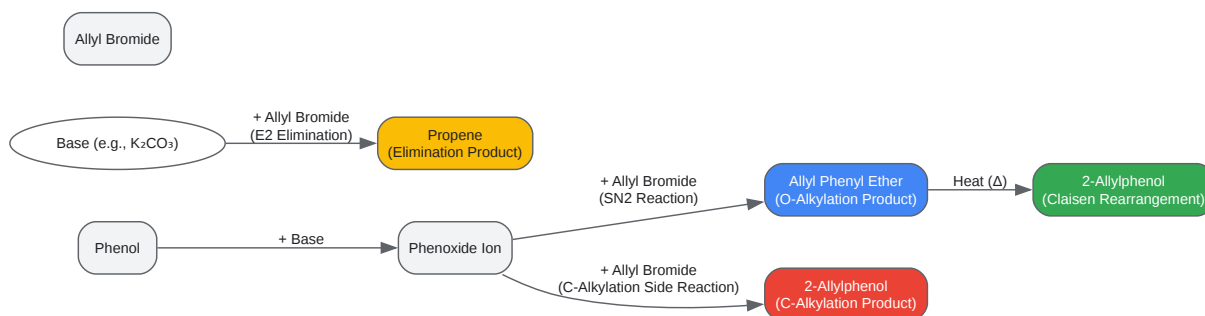 Allyl Bromide
+ Allyl Bromide
(E2 Elimination)
Base (e.g., K₂CO₃)
Propene
(Elimination Product)
+ Allyl Bromide
(SN2 Reaction)
Allyl Phenyl Ether
(O-Alkylation Product)
Heat (Δ)
2-Allylphenol
(Claisen Rearrangement)
Phenol
+ Base
Phenoxide Ion
+ Allyl Bromide
(C-Alkylation Side Reaction)
2-Allylphenol
(C-Alkylation Product)